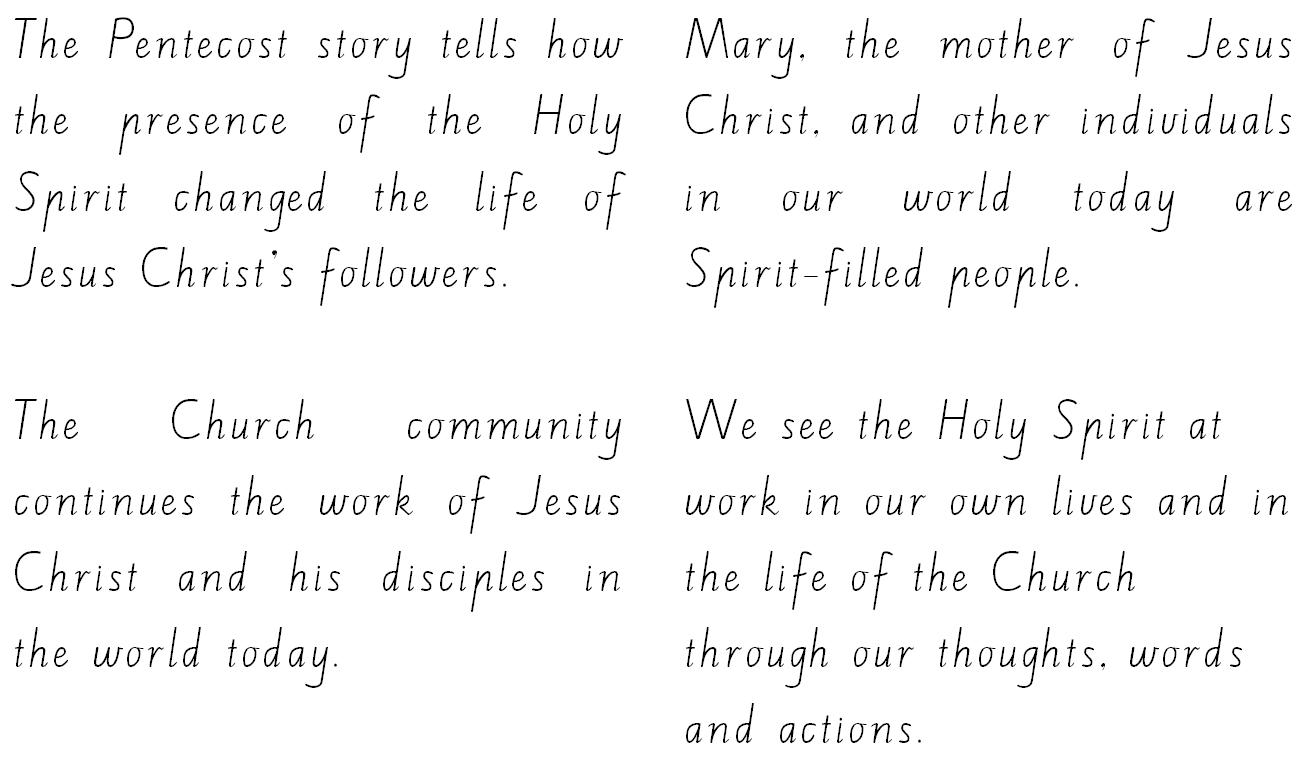 The Pentecost story tells how
the presence of the Holy
Spirit changed the life of
Jesus Christ's followers.
Mary, the mother of Jesus
Christ, and other individuals
in our world today are
Spirit-filled people.
The Church community
continues the work of Jesus
Christ and his disciples in
the world today.
We see the Holy Spirit at
work in our own lives and in
the life of the Church
through our thoughts, words
and actions.